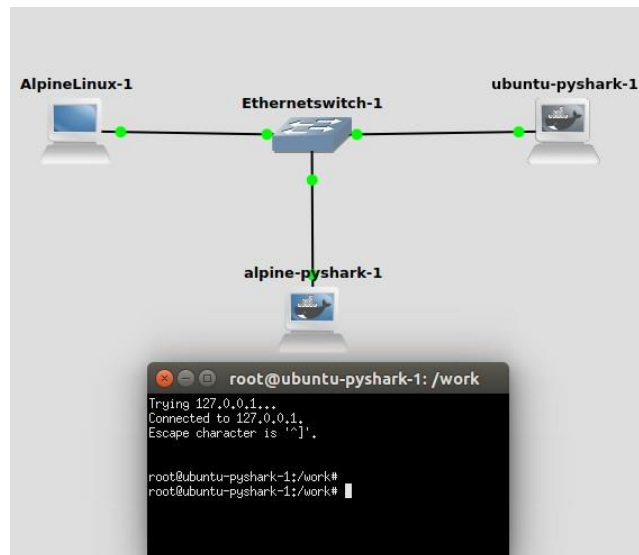 AlpineLinux-1
ubuntu-pyshark-1
Ethernetswitch-1
alpine-pyshark-1
root@ubuntu-pyshark-1: /work
Trying 127.0.0.1...
Connected to 127.0.0.1.
Escape character is '^]'.
root@ubuntu-pyshark-1:/work#
root@ubuntu-pyshark-1:/work#